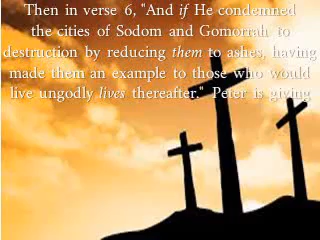 Then in verse 6, "And if He condemned
the cities of Sodom and Gomorrah to
destruction by reducing them to ashes, having
made them an example to those who would
live ungodly lives thereafter." Peter is giving